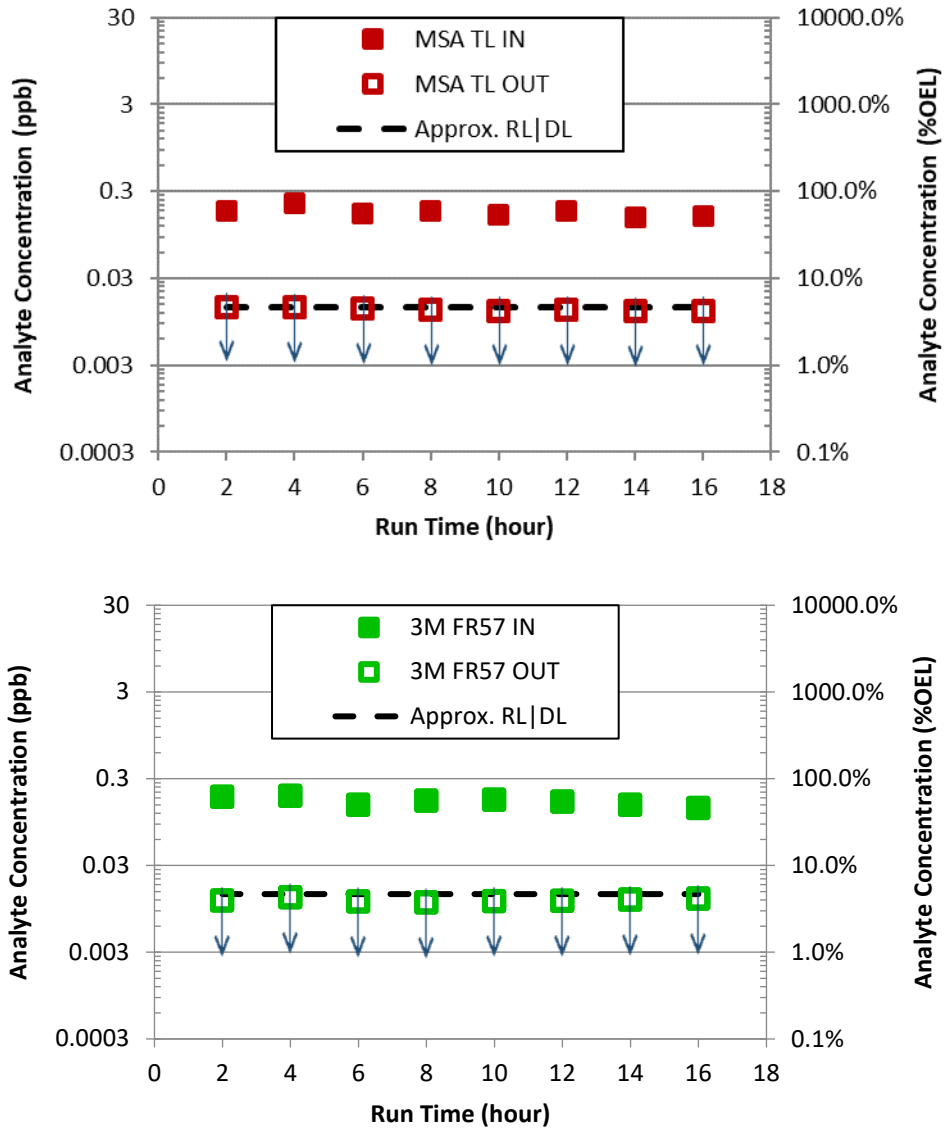 30
3
0.3
0.03
0.003
0.0003
Analyte Concentration (ppb)
MSA TL IN
MSA TL OUT
Approx. RL|DL
10000.0%
1000.0%
100.0%
10.0%
1.0%
0.1%
Analyte Concentration (%OEL)
0 2 4 6 8 10 12 14 16 18
Run Time (hour)
30
3
0.3
0.03
0.003
0.0003
Analyte Concentration (ppb)
3M FR57 IN
3M FR57 OUT
Approx. RL|DL
10000.0%
1000.0%
100.0%
10.0%
1.0%
0.1%
Analyte Concentration (%OEL)
0 2 4 6 8 10 12 14 16 18
Run Time (hour)